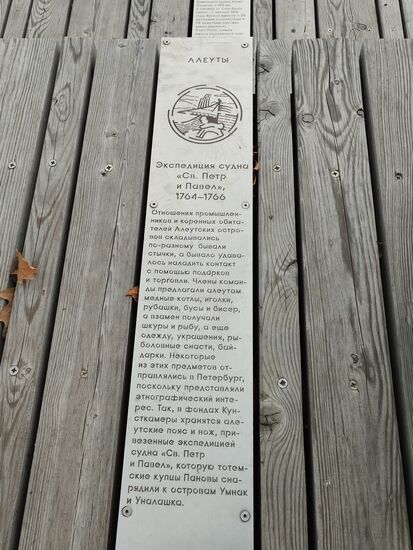 АЛЕУТЫ
Экспедиция судна
«Св. Петр
и Павел»,
1764–1766
Отношения промышлен-
ников и коренных обита-
телей Алеутских остро-
вов складывались
по-разному: бывали
стычки, а бывало удава-
лось наладить контакт
с помощью подарков
и торговли. Члены коман-
ды предлагали алеутам
медные котлы, иголки,
рубашки, бусы и бисер,
а взамен получали
шкуры и рыбу, а еще
одежду, украшения, ры-
боловные снасти, бай-
дарки. Некоторые
из этих предметов от-
правлялись в Петербург,
поскольку представляли
этнографический инте-
рес. Так, в фондах Кун-
сткамеры хранятся але-
утские пояс и нож, при-
везенные экспедицией
судна «Св. Петр
и Павел», которую тотем-
ские купцы Пановы сна-
рядили к островам Умнак
и Уналашка.